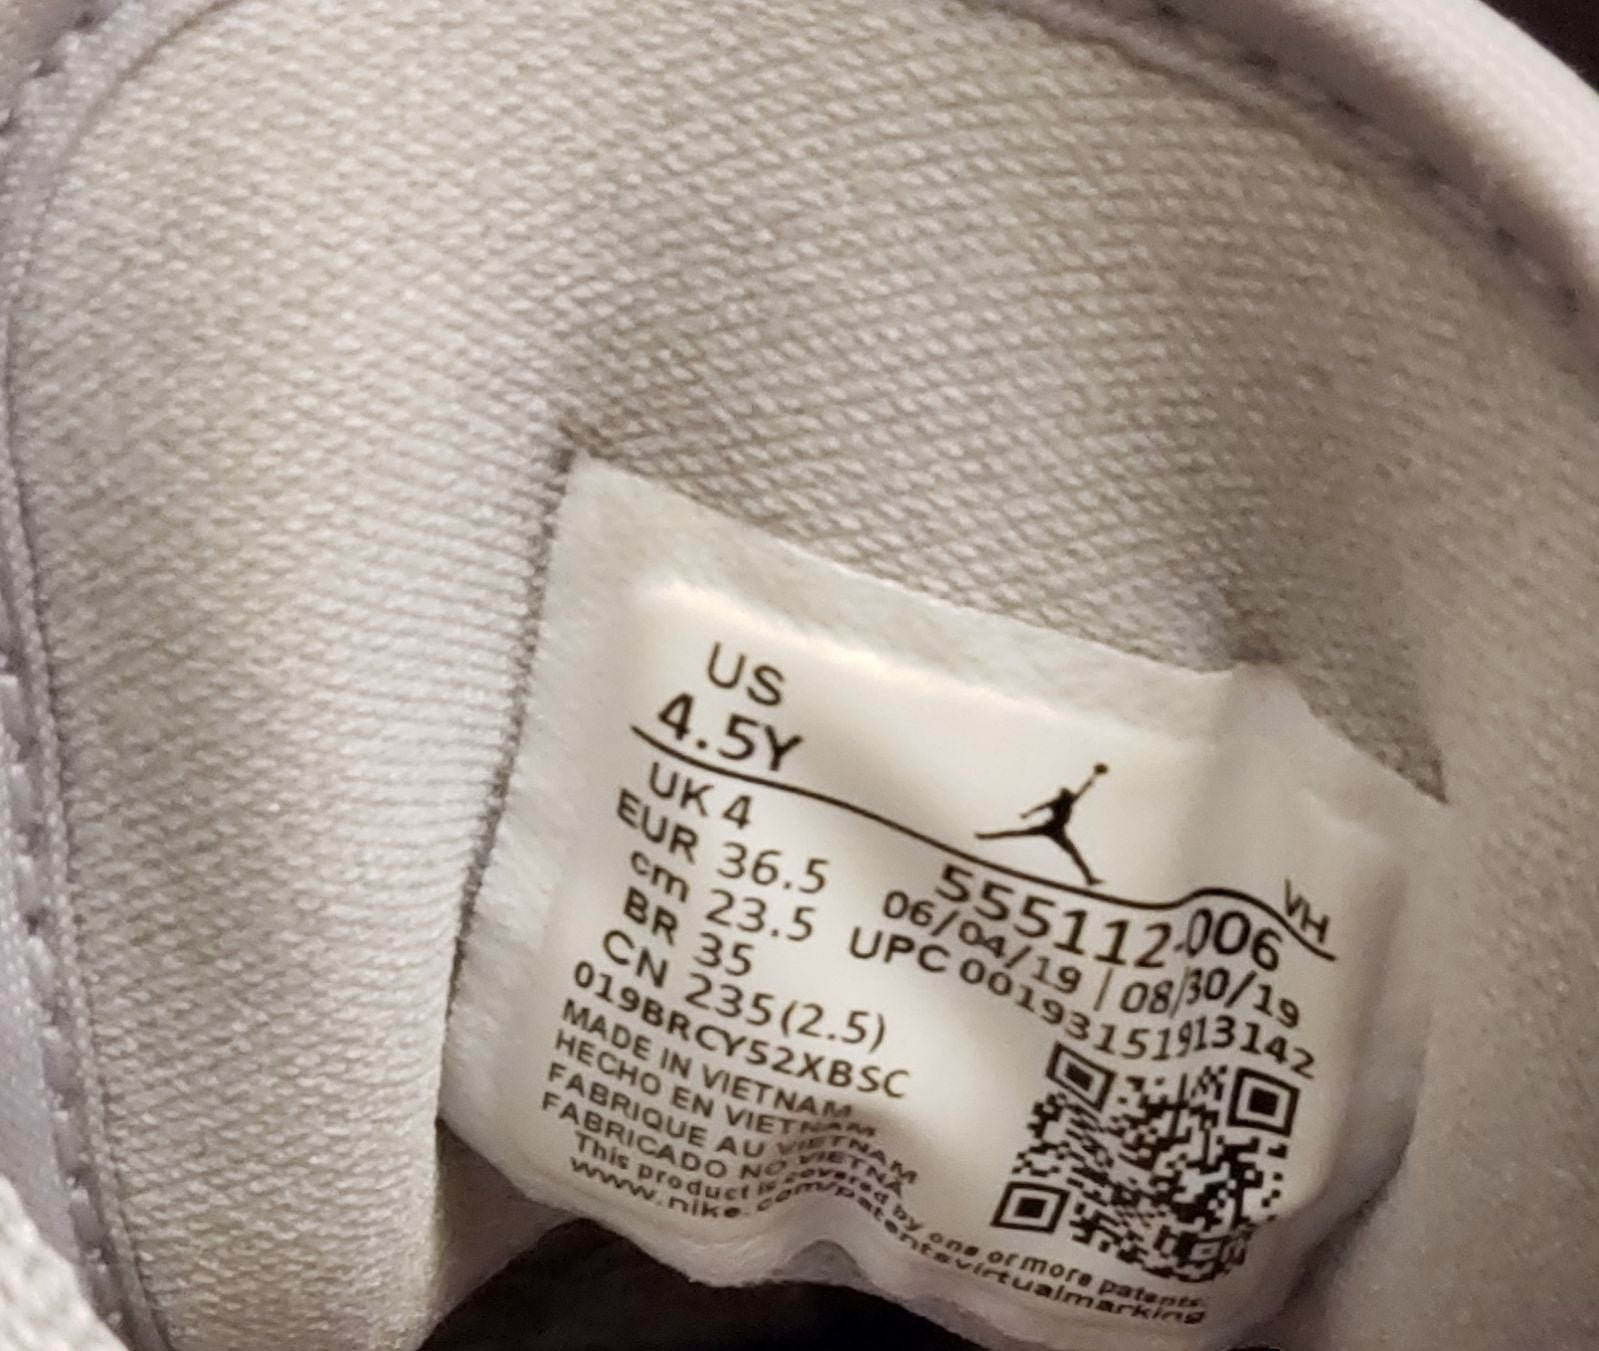 US
4.5Y
UK 4
EUR 36.5
cm 23.5
BR 35
CN 235(2.5)
VH
555112-006
06/04/19 | 08/30/19
UPC 00193151913142
019BRCY52XBSC
MADE IN VIETNAM
HECHO EN VIETNAM
FABRIQUE AU VIETNAM
FABRICADO NO VIETNA
This product is covered by one or more patents.
www.nike.com/patentsvirtualmarking